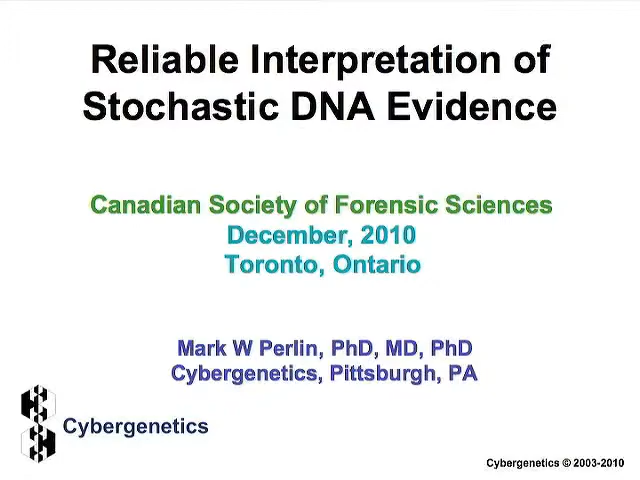 Reliable Interpretation of
Stochastic DNA Evidence
Canadian Society of Forensic Sciences
December, 2010
Toronto, Ontario
Mark W Perlin, PhD, MD, PhD
Cybergenetics, Pittsburgh, PA
Cybergenetics
Cybergenetics © 2003-2010